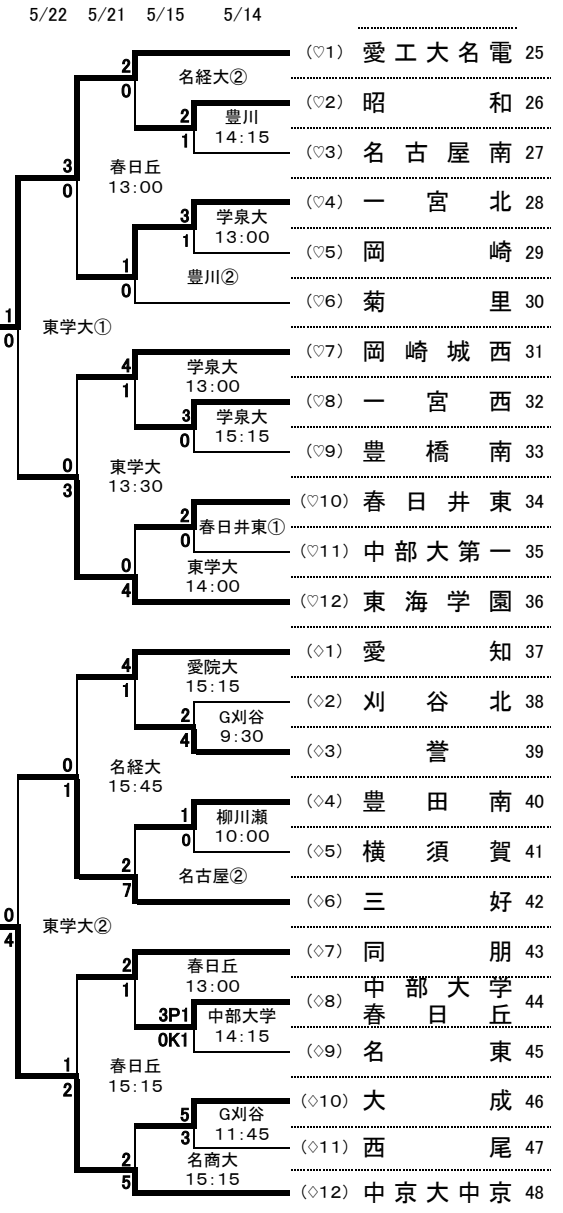 5/22 5/21 5/15 5/14
(♡1) 愛工大名電 25
2
名経大②
0
(♡2) 昭和 26
2
豊川
14:15
1
(♡3) 名古屋南 27
3
春日丘
13:00
0
(♡4) 一宮北 28
3
学泉大
13:00
1
(♡5) 岡崎 29
1
豊川②
0
(♡6) 菊里 30
1
東学大①
0
(♡7) 岡崎城西 31
4
学泉大
13:00
1
(♡8) 一宮西 32
3
学泉大
15:15
0
(♡9) 豊橋南 33
0
東学大
13:30
3
(♡10) 春日井東 34
2
春日井東①
0
(♡11) 中部大第一 35
0
東学大
14:00
4
(♡12) 東海学園 36
(◇1) 愛知 37
4
愛院大
15:15
1
(◇2) 刈谷北 38
2
G刈谷
9:30
4
(◇3) 誉 39
0
名経大
15:45
1
(◇4) 豊田南 40
1
柳川瀬
10:00
0
(◇5) 横須賀 41
2
名古屋②
7
(◇6) 三好 42
0
東学大②
4
(◇7) 同朋 43
2
春日丘
13:00
1
(◇8) 中部大学春日丘 44
3P1
中部大学
14:15
0K1
(◇9) 名東 45
1
春日丘
15:15
2
(◇10) 大成 46
5
G刈谷
11:45
3
(◇11) 西尾 47
2
名商大
15:15
5
(◇12) 中京大中京 48